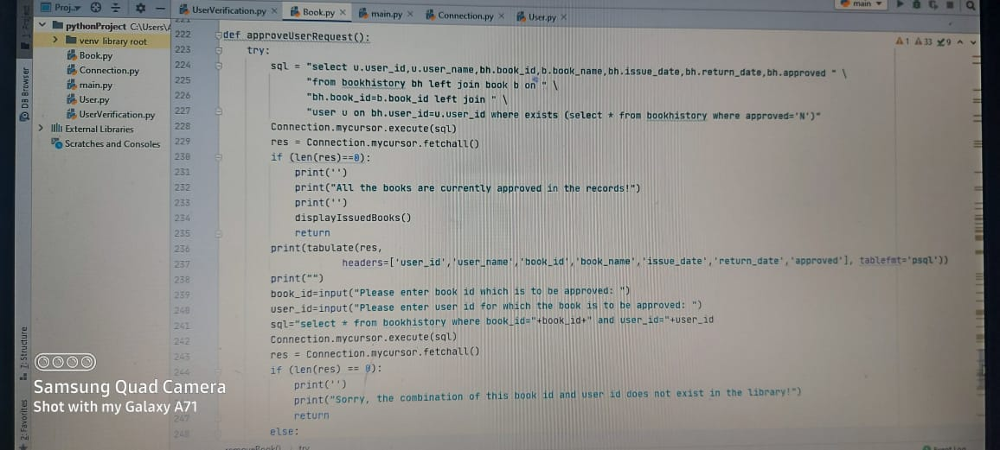 Proj..
main
UserVerification.py
Book.py
main.py
Connection.py
User.py
pythonProject C:\Users\A
venv library root
Book.py
Connection.py
main.py
User.py
UserVerification.py
External Libraries
Scratches and Consoles
DB Browser
7: Structure
2: Favorites
1 33 9
221
222 def approveUserRequest():
223 try:
224 sql = "select u.user_id,u.user_name,bh.book_id,b.book_name,bh.issue_date,bh.return_date,bh.approved " \
225 "from bookhistory bh left join book b on " \
226 "bh.book_id=b.book_id left join " \
227 "user u on bh.user_id=u.user_id where exists (select * from bookhistory where approved='N')"
228 Connection.mycursor.execute(sql)
229 res = Connection.mycursor.fetchall()
230 if (len(res)==0):
231 print('')
232 print("All the books are currently approved in the records!")
233 print('')
234 displayIssuedBooks()
235 return
236 print(tabulate(res,
237 headers=['user_id','user_name','book_id','book_name','issue_date','return_date','approved'], tablefmt='psql'))
238 print("")
239 book_id=input("Please enter book id which is to be approved: ")
240 user_id=input("Please enter user id for which the book is to be approved: ")
241 sql="select * from bookhistory where book_id="+book_id+" and user_id="+user_id
242 Connection.mycursor.execute(sql)
243 res = Connection.mycursor.fetchall()
244 if (len(res) == 0):
print('')
print("Sorry, the combination of this book id and user id does not exist in the library!")
247 return
248 else:
removeBook() try
Event Log
Samsung Quad Camera
Shot with my Galaxy A71